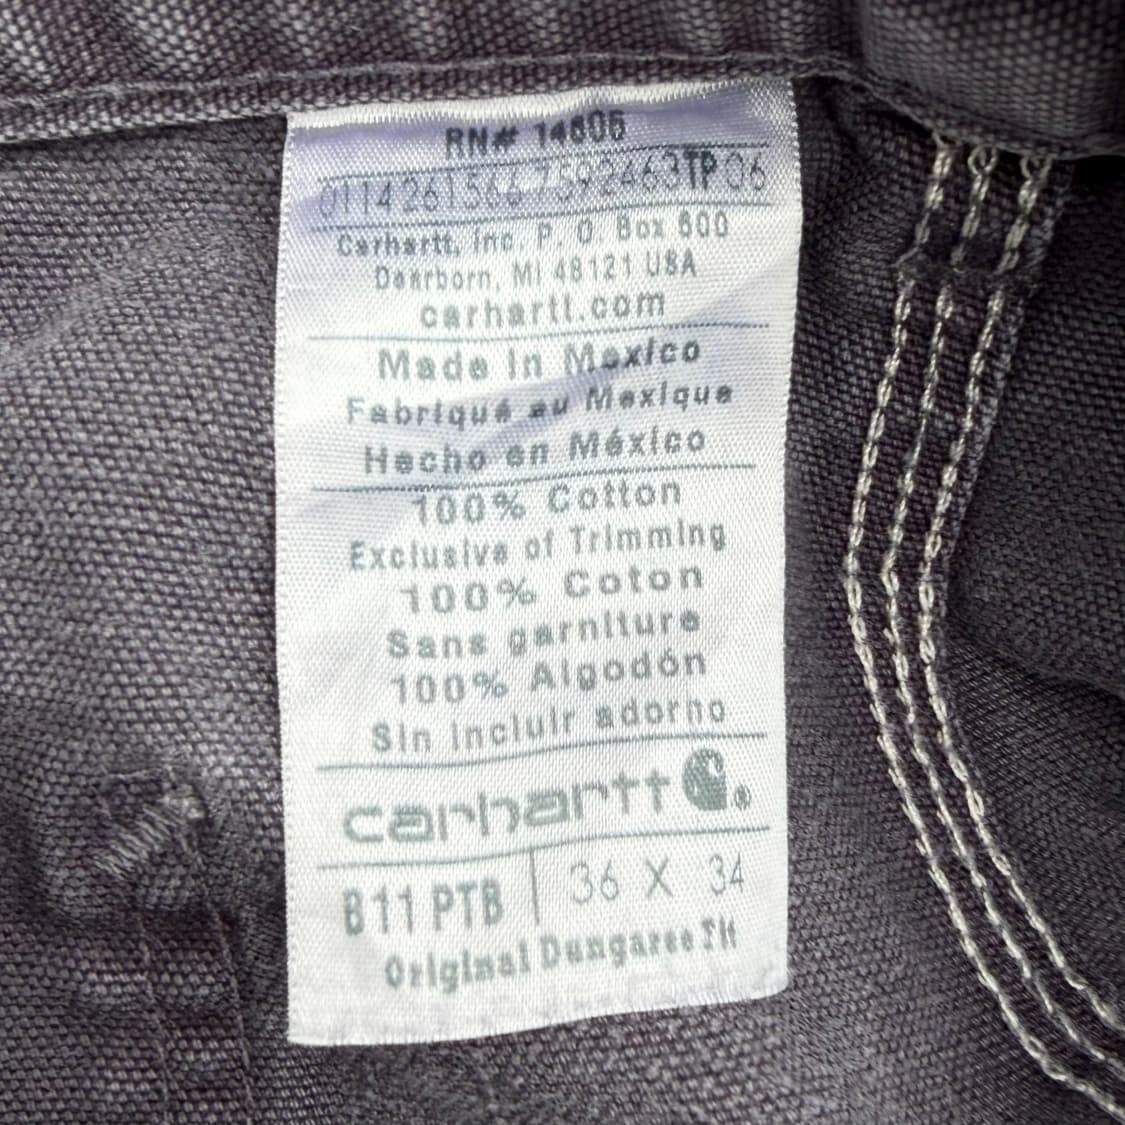 RN# 14806
01142615667592463TP 06
Carhartt, Inc. P. O. Box 600
Dearborn, MI 48121 USA
carhartt.com
Made in Mexico
Fabriqué au Mexique
Hecho en México
100% Cotton
Exclusive of Trimming
100% Coton
Sans garniture
100% Algodón
Sin incluir adorno
carhartt®
B11 PTB | 36 X 34
Original Dungaree Fit